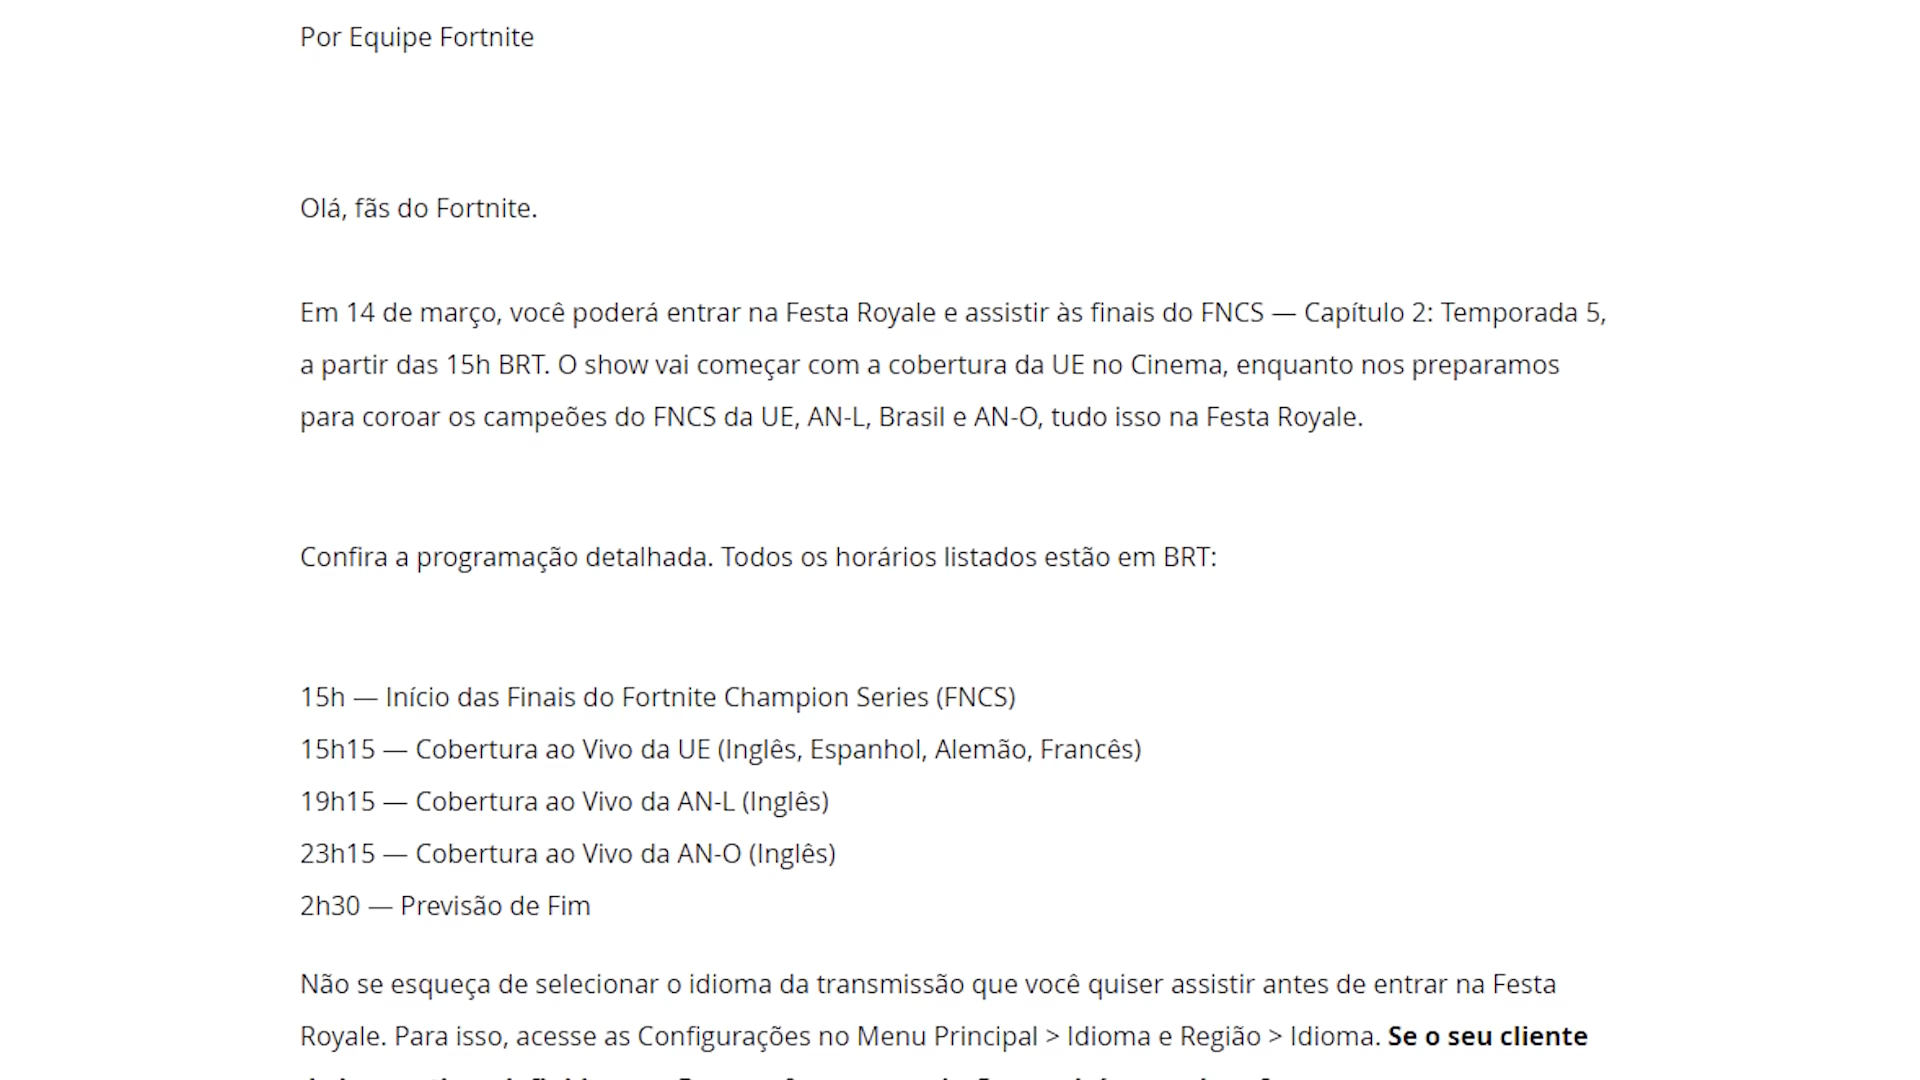 Por Equipe Fortnite
Olá, fãs do Fortnite.
Em 14 de março, você poderá entrar na Festa Royale e assistir às finais do FNCS — Capítulo 2: Temporada 5,
a partir das 15h BRT. O show vai começar com a cobertura da UE no Cinema, enquanto nos preparamos
para coroar os campeões do FNCS da UE, AN-L, Brasil e AN-O, tudo isso na Festa Royale.
Confira a programação detalhada. Todos os horários listados estão em BRT:
15h — Início das Finais do Fortnite Champion Series (FNCS)
15h15 — Cobertura ao Vivo da UE (Inglês, Espanhol, Alemão, Francês)
19h15 — Cobertura ao Vivo da AN-L (Inglês)
23h15 — Cobertura ao Vivo da AN-O (Inglês)
2h30 — Previsão de Fim
Não se esqueça de selecionar o idioma da transmissão que você quiser assistir antes de entrar na Festa
Royale. Para isso, acesse as Configurações no Menu Principal > Idioma e Região > Idioma. Se o seu cliente